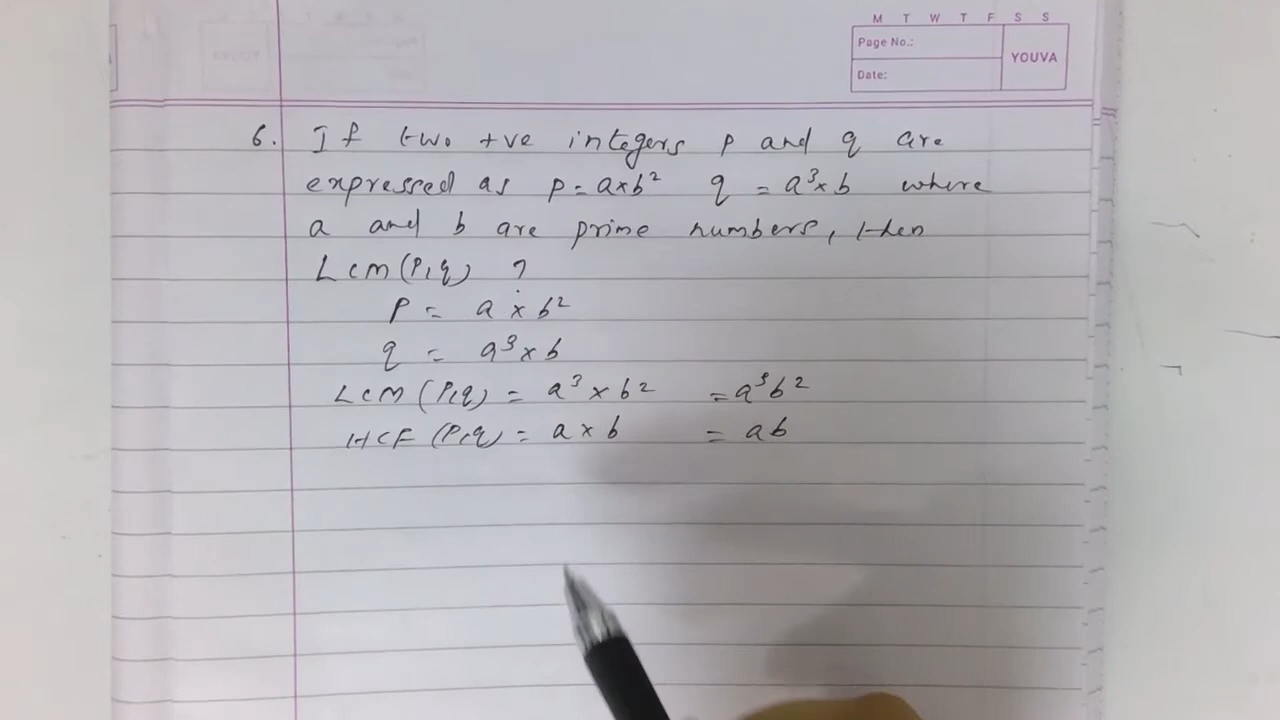 M T W T F S S
Page No.:
YOUVA
Date:
6. If two +ve integers p and q are
expressed as p = a×b² q = a³×b where
a and b are prime numbers, then
LCM(P,q) ?
P = a × b²
q = a³ × b
LCM (P,q) = a³ × b² = a³b²
HCF (P,q) = a × b = ab